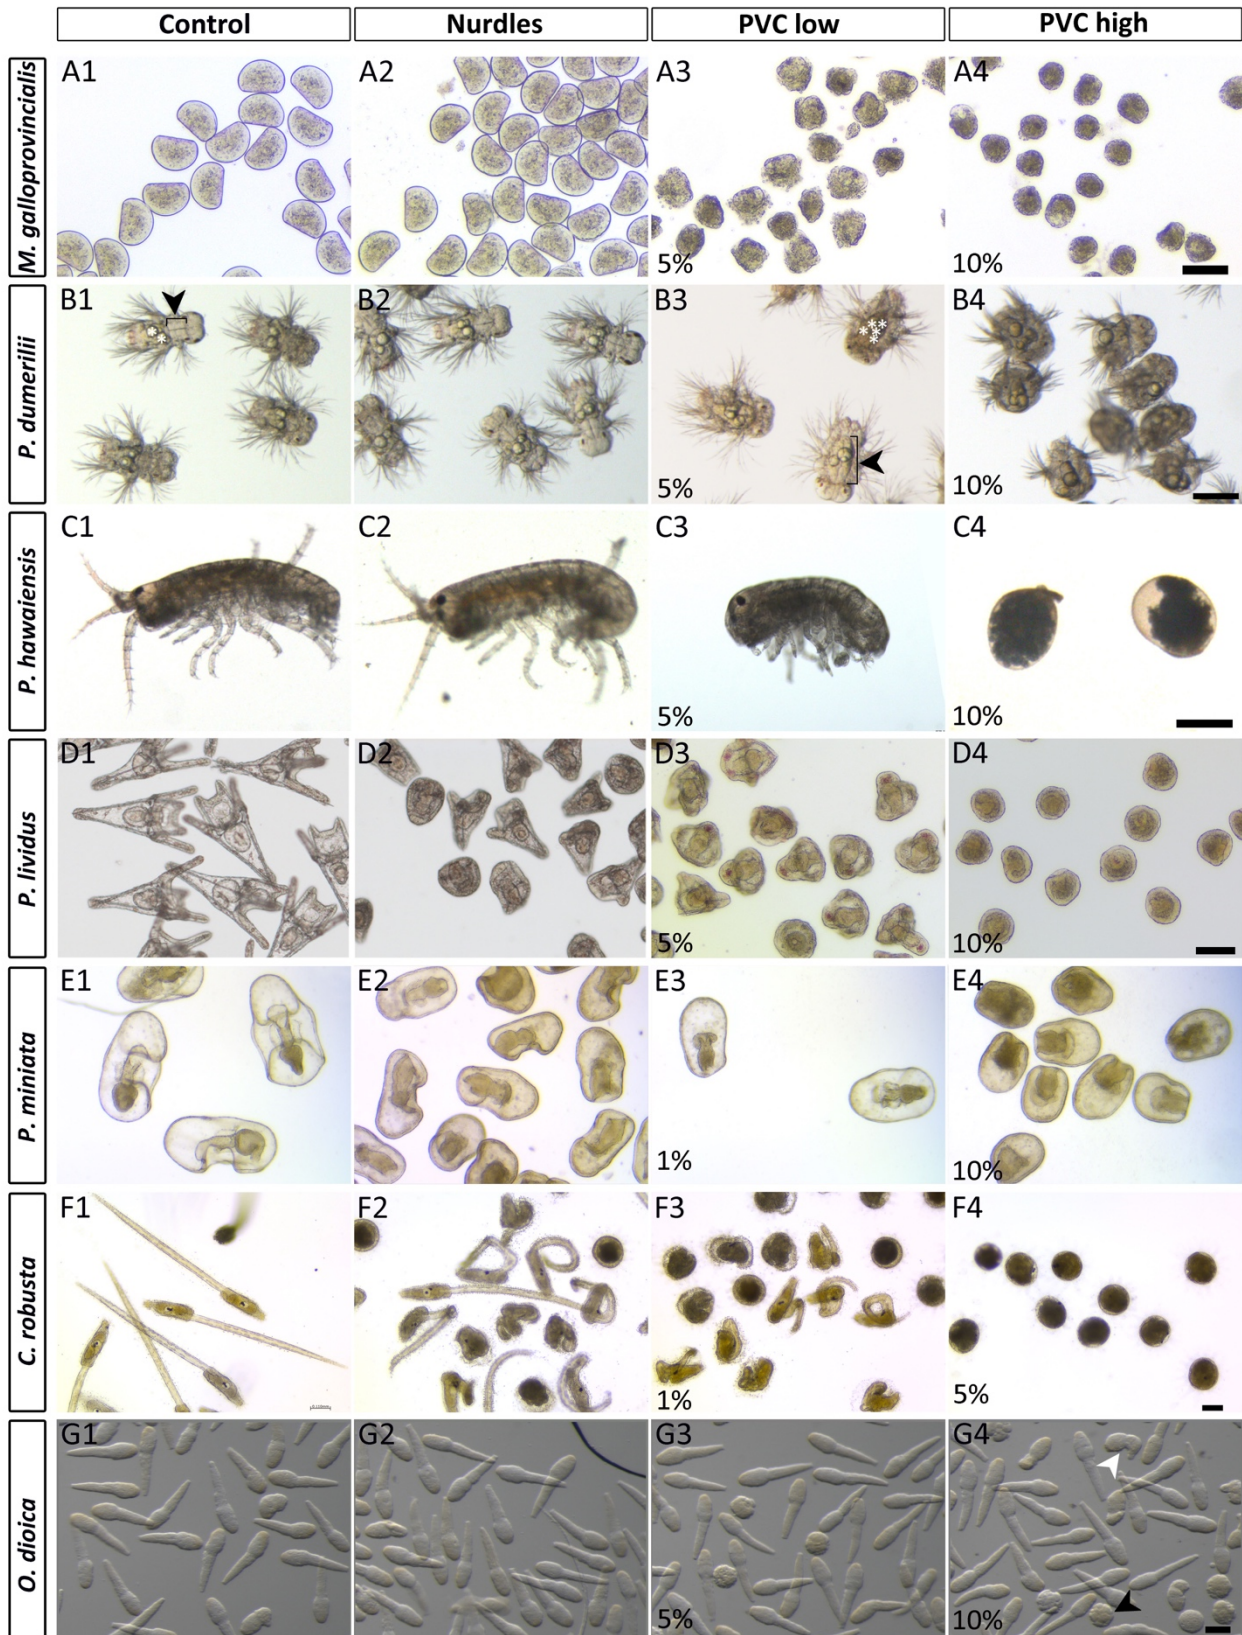 Control Nurdles PVC low PVC high
M. galloprovincialis
A1 A2 A3 A4
5% 10%
P. dumerilii
B1 B2 B3 B4
5% 10%
P. hawaiensis
C1 C2 C3 C4
5% 10%
P. lividus
D1 D2 D3 D4
5% 10%
P. miniata
E1 E2 E3 E4
1% 10%
C. robusta
F1 F2 F3 F4
1% 5%
O. dioica
G1 G2 G3 G4
5% 10%